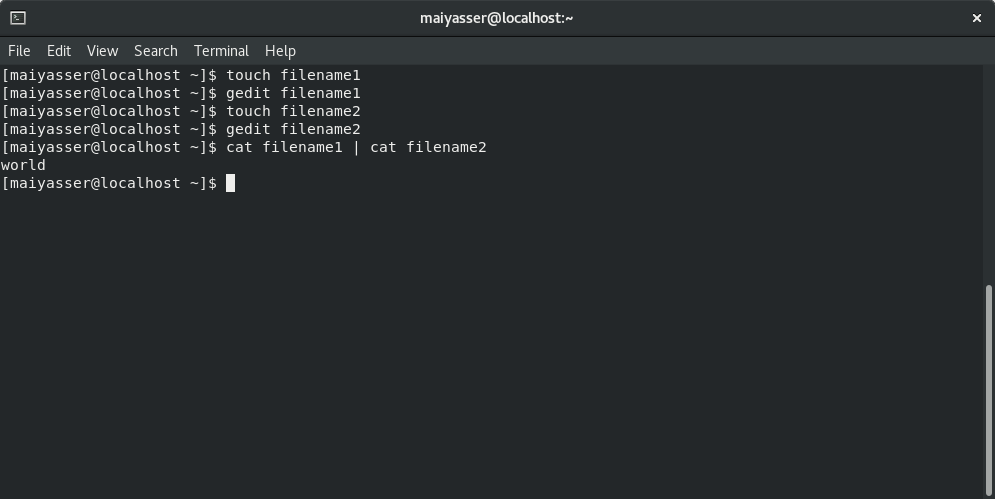 maiyasser@localhost:~
File Edit View Search Terminal Help
[maiyasser@localhost ~]$ touch filename1
[maiyasser@localhost ~]$ gedit filename1
[maiyasser@localhost ~]$ touch filename2
[maiyasser@localhost ~]$ gedit filename2
[maiyasser@localhost ~]$ cat filename1 | cat filename2
world
[maiyasser@localhost ~]$